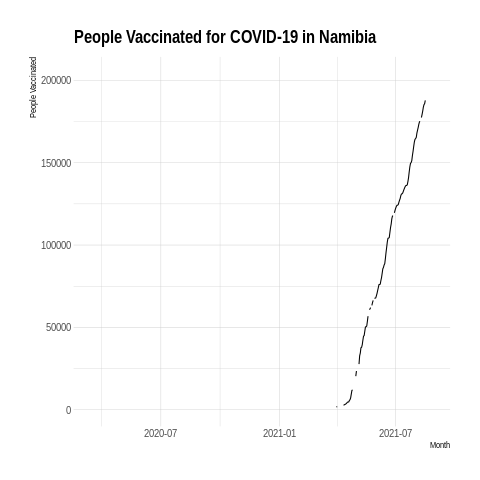 People Vaccinated for COVID-19 in Namibia
People Vaccinated
200000
150000
100000
50000
0
2020-07
2021-01
2021-07
Month